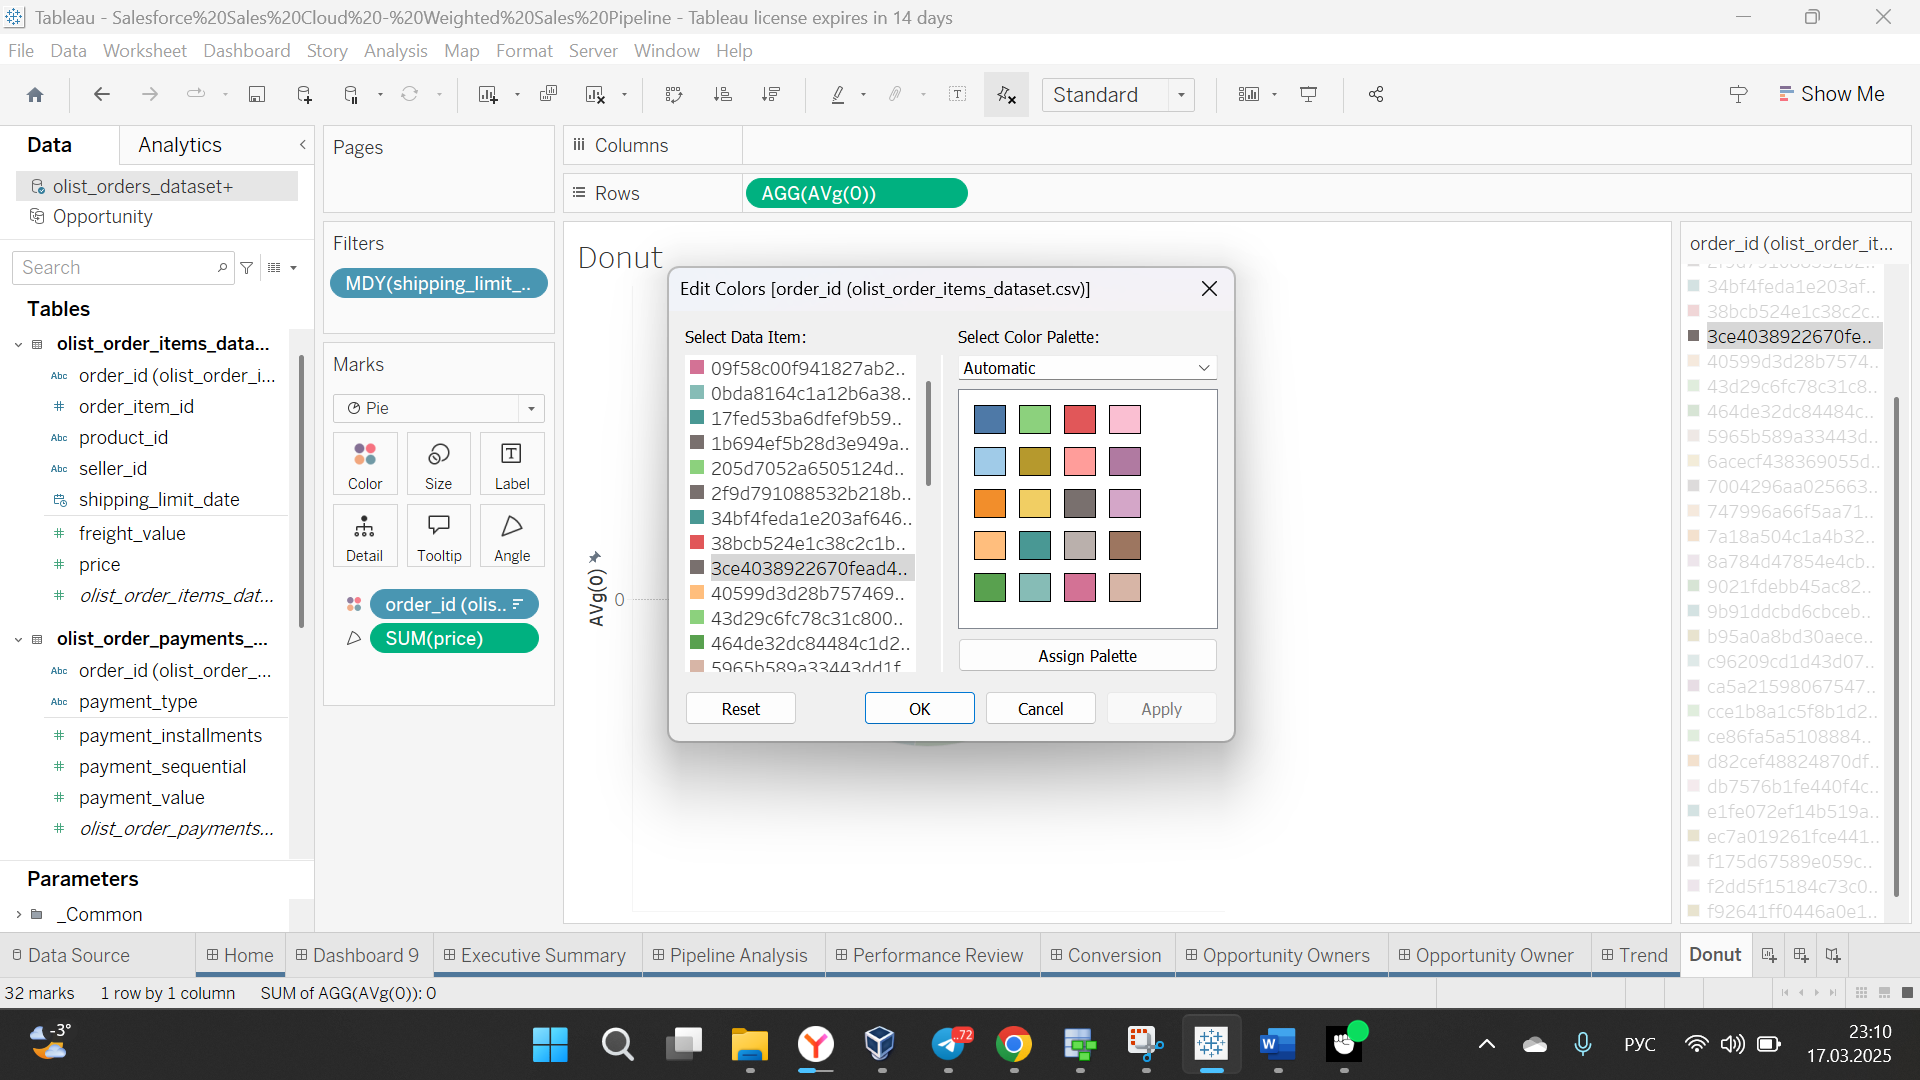 Tableau - Salesforce%20Sales%20Cloud%20-%20Weighted%20Sales%20Pipeline - Tableau license expires in 14 days
File Data Worksheet Dashboard Story Analysis Map Format Server Window Help
Standard
Show Me
Data
Analytics
olist_orders_dataset+
Opportunity
Search
Tables
olist_order_items_data...
Abc order_id (olist_order_i...
# order_item_id
Abc product_id
Abc seller_id
shipping_limit_date
# freight_value
# price
# olist_order_items_dat...
olist_order_payments_...
Abc order_id (olist_order_...
Abc payment_type
# payment_installments
# payment_sequential
# payment_value
# olist_order_payments...
Parameters
_Common
Pages
Filters
MDY(shipping_limit_..
Marks
Pie
Color
Size
Label
Detail
Tooltip
Angle
order_id (olis..
SUM(price)
Columns
Rows
AGG(AVg(0))
Donut
AVg(0)
0
Edit Colors [order_id (olist_order_items_dataset.csv)]
Select Data Item:
09f58c00f941827ab2..
0bda8164c1a12b6a38..
17fed53ba6dfef9b59..
1b694ef5b28d3e949a..
205d7052a6505124d..
2f9d791088532b218b..
34bf4feda1e203af646..
38bcb524e1c38c2c1b..
3ce4038922670fead4..
40599d3d28b757469..
43d29c6fc78c31c800..
464de32dc84484c1d2..
5965b589a33443dd1f
Select Color Palette:
Automatic
Assign Palette
Reset
OK
Cancel
Apply
order_id (olist_order_it...
2f9d791088532b2..
34bf4feda1e203af..
38bcb524e1c38c2c..
3ce4038922670fe..
40599d3d28b7574..
43d29c6fc78c31c8..
464de32dc84484c..
5965b589a33443d..
6acecf438369055d..
7004296aa025663..
747996a66f5aa71..
7a18a504c1a4b32..
8a784d47854e4cb..
9021fdebb45ac82..
9b91ddcbd6cbceb..
b95a0a8bd30aece..
c96209cd1d43d07..
ca5a21598067547..
cce1b8a1c5f8b1d2..
ce86fa5a5108884..
d82cef48824870df..
db7576b1fe440f4c..
e1fe072ef14b519a..
ec7a019261fce441..
f175d67589e059c..
f2dd5f15184c73c0..
f92641ff0446a0e1..
Data Source
Home
Dashboard 9
Executive Summary
Pipeline Analysis
Performance Review
Conversion
Opportunity Owners
Opportunity Owner
Trend
Donut
32 marks
1 row by 1 column
SUM of AGG(AVg(0)): 0
-3°
..72
РУС
23:10
17.03.2025